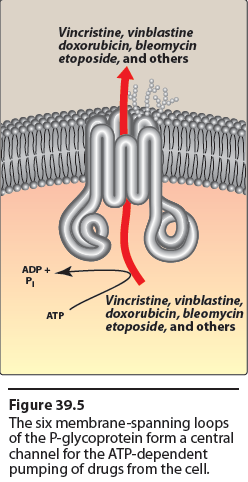 Vincristine, vinblastine
doxorubicin, bleomycin
etoposide, and others
ADP +
PI
ATP
Vincristine, vinblastine,
doxorubicin, bleomycin
etoposide, and others
Figure 39.5
The six membrane-spanning loops
of the P-glycoprotein form a central
channel for the ATP-dependent
pumping of drugs from the cell.